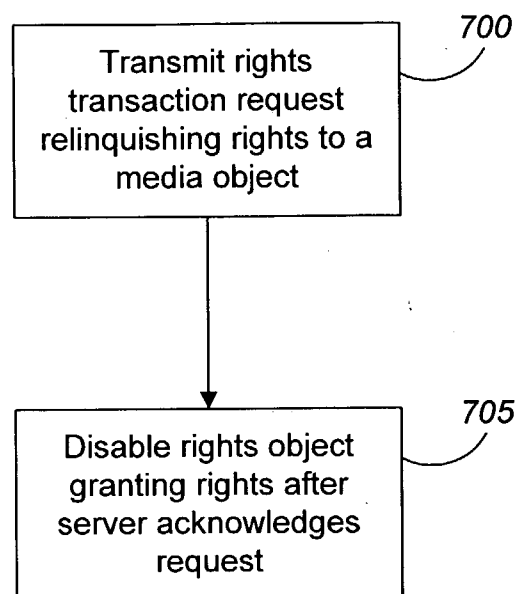 700
Transmit rights
transaction request
relinquishing rights to a
media object
705
Disable rights object
granting rights after
server acknowledges
request